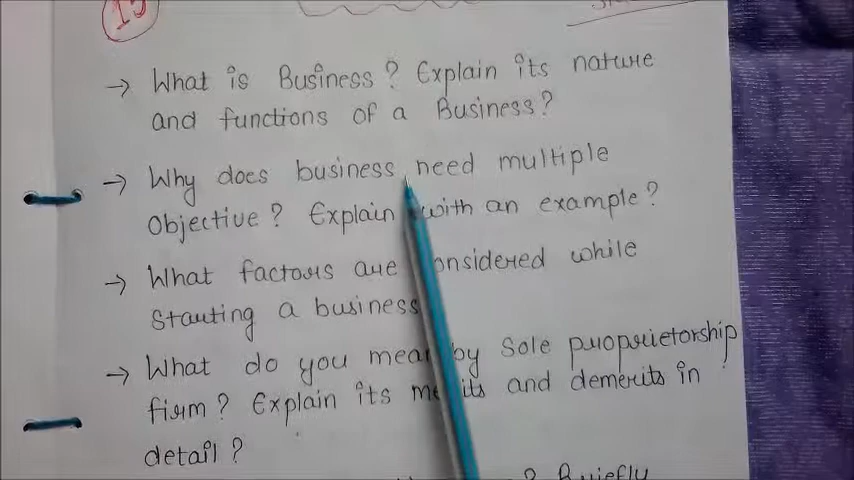 → What is Business? Explain its nature
and functions of a Business?
→ Why does business need multiple
objective? Explain with an example?
→ What factors are considered while
starting a business
→ What do you mean by sole proprietorship
firm? Explain its merits and demerits in
detail?
? Briefly